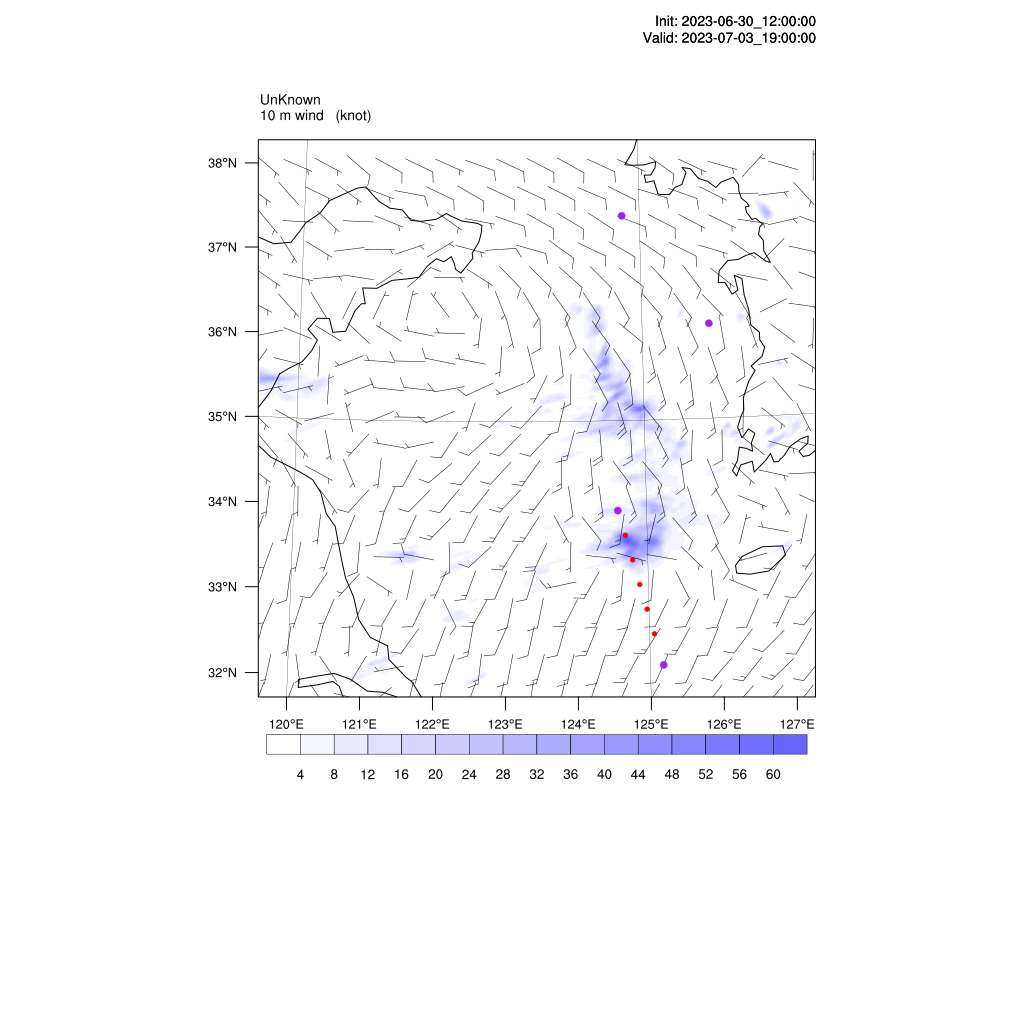 Init: 2023-06-30_12:00:00
Valid: 2023-07-03_19:00:00
UnKnown
10 m wind (knot)
38°N
37°N
36°N
35°N
34°N
33°N
32°N
120°E 121°E 122°E 123°E 124°E 125°E 126°E 127°E
4 8 12 16 20 24 28 32 36 40 44 48 52 56 60